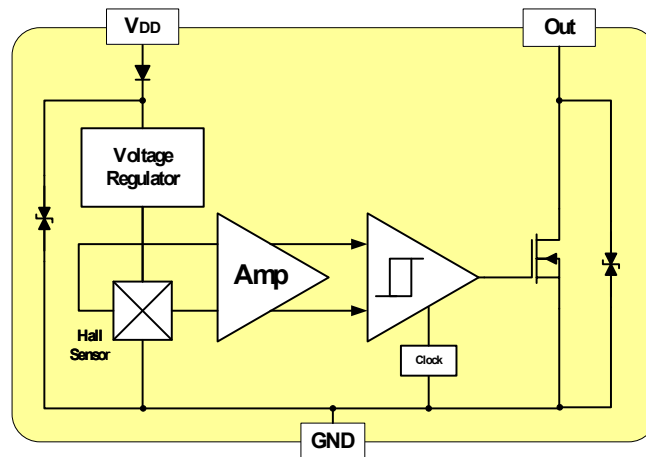 VDD
Out
Voltage
Regulator
Amp
Hall
Sensor
Clock
GND